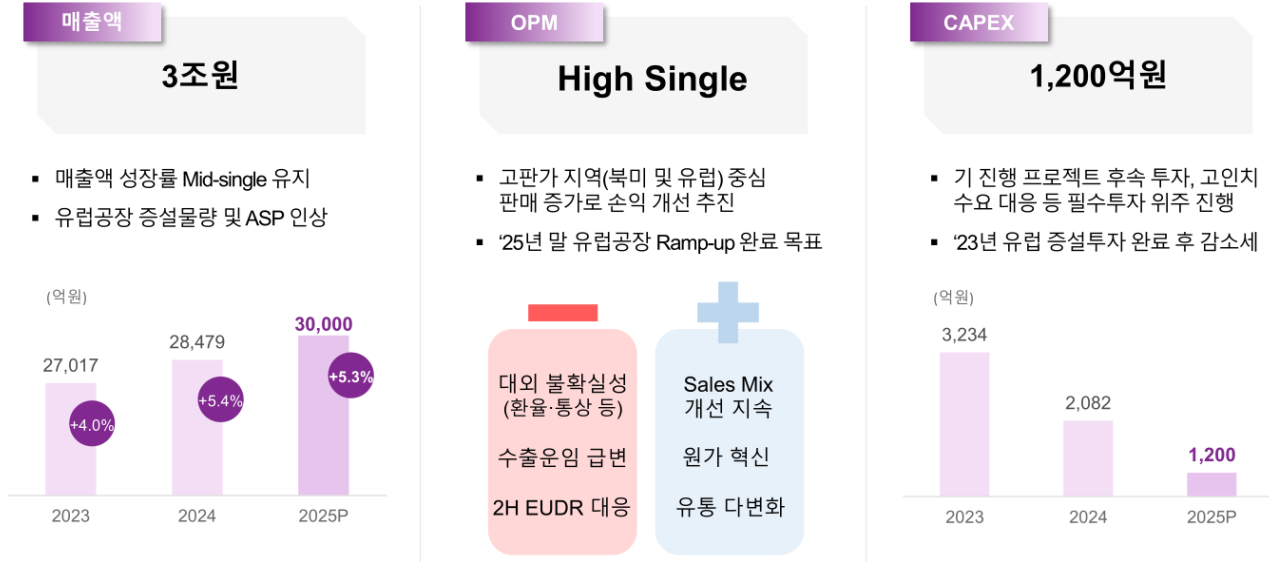 매출액
3조원
▪ 매출액 성장률 Mid-single 유지
▪ 유럽공장 증설물량 및 ASP 인상
(억원)
27,017
28,479
30,000
+4.0%
+5.4%
+5.3%
2023
2024
2025P
OPM
High Single
▪ 고판가 지역(북미 및 유럽) 중심
판매 증가로 손익 개선 추진
▪ ‘25년 말 유럽공장 Ramp-up 완료 목표
대외 불확실성
(환율·통상 등)
수출운임 급변
2H EUDR 대응
Sales Mix
개선 지속
원가 혁신
유통 다변화
CAPEX
1,200억원
▪ 기 진행 프로젝트 후속 투자, 고인치
수요 대응 등 필수투자 위주 진행
▪ ‘23년 유럽 증설투자 완료 후 감소세
(억원)
3,234
2,082
1,200
2023
2024
2025P